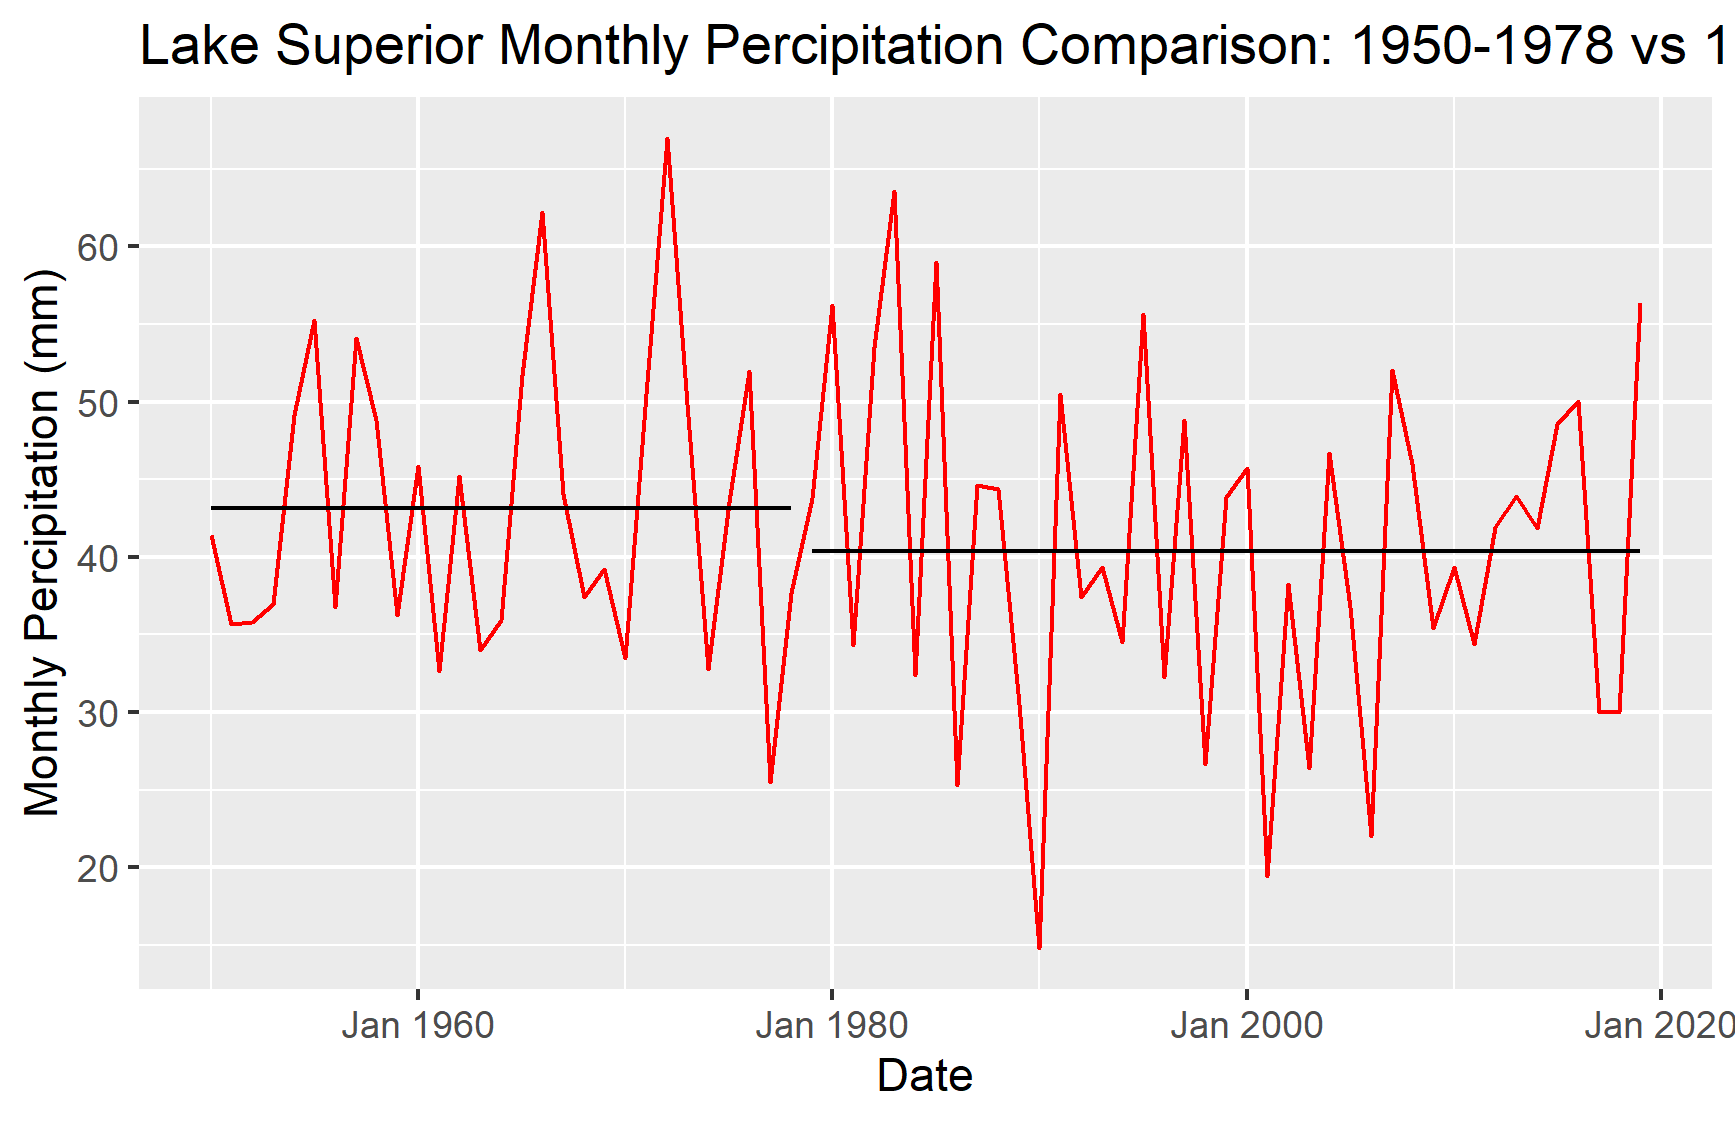 Lake Superior Monthly Percipitation Comparison: 1950-1978 vs 1
60
50
40
30
20
Monthly Percipitation (mm)
Jan 1960
Jan 1980
Jan 2000
Jan 2020
Date